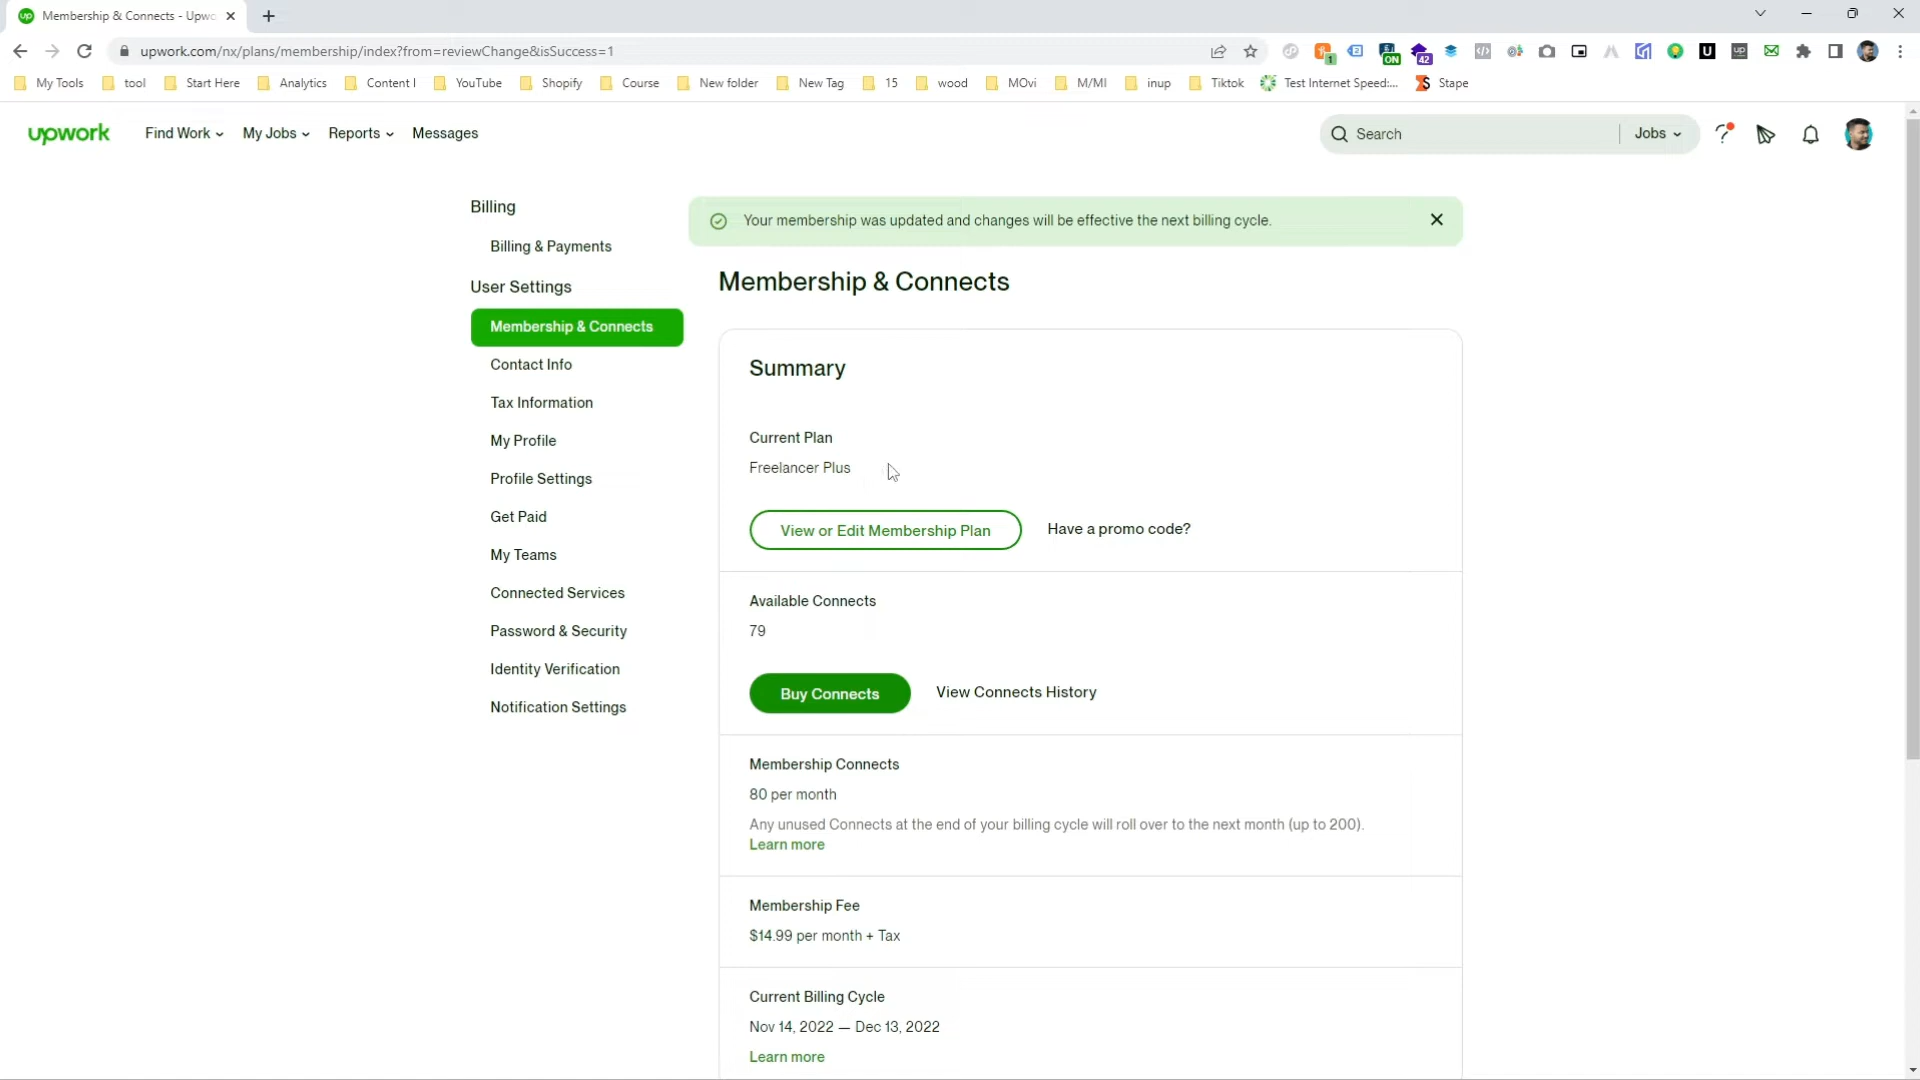 Membership & Connects - Upwo
upwork.com/nx/plans/membership/index?from=reviewChange&isSuccess=1
1
ON
42
My Tools
tool
Start Here
Analytics
Content I
YouTube
Shopify
Course
New folder
New Tag
15
wood
MOvi
M/MI
inup
Tiktok
Test Internet Speed:...
Stape
upwork
Find Work
My Jobs
Reports
Messages
Search
Jobs
Billing
Billing & Payments
User Settings
Membership & Connects
Contact Info
Tax Information
My Profile
Profile Settings
Get Paid
My Teams
Connected Services
Password & Security
Identity Verification
Notification Settings
Your membership was updated and changes will be effective the next billing cycle.
Membership & Connects
Summary
Current Plan
Freelancer Plus
View or Edit Membership Plan
Have a promo code?
Available Connects
79
Buy Connects
View Connects History
Membership Connects
80 per month
Any unused Connects at the end of your billing cycle will roll over to the next month (up to 200).
Learn more
Membership Fee
$14.99 per month + Tax
Current Billing Cycle
Nov 14, 2022 — Dec 13, 2022
Learn more